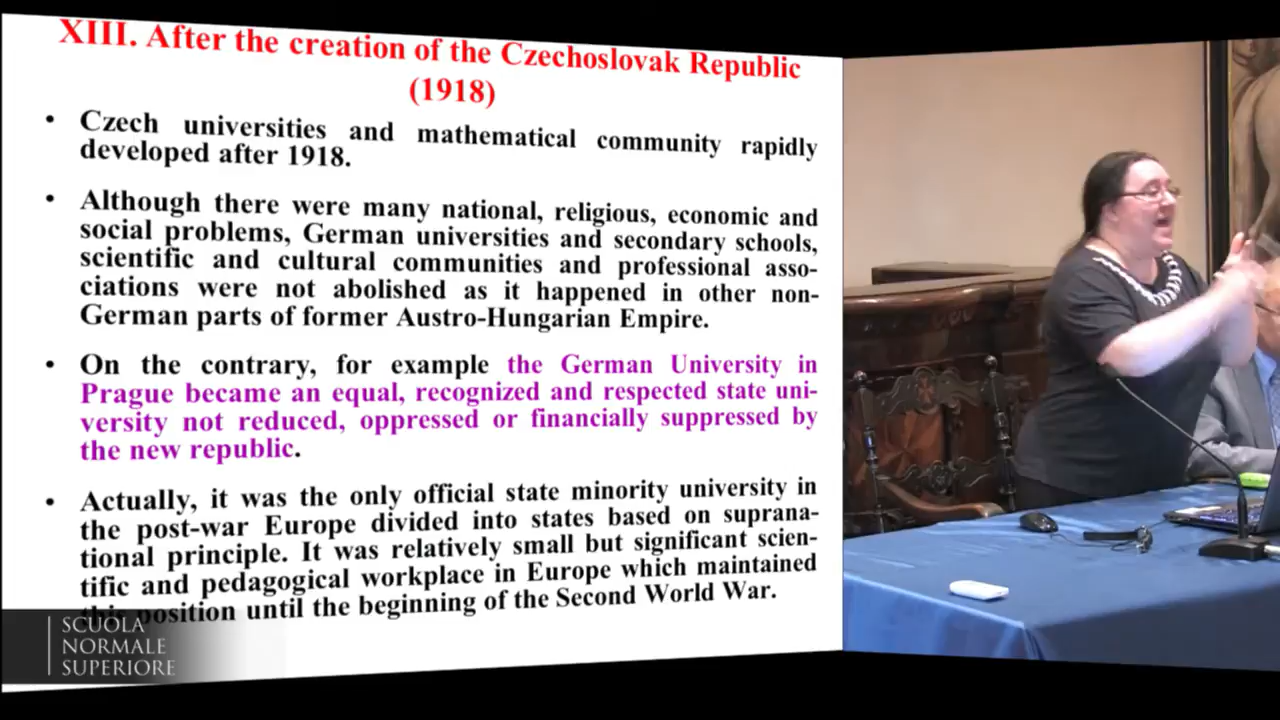 XIII. After the creation of the Czechoslovak Republic
(1918)
• Czech universities and mathematical community rapidly
developed after 1918.
• Although there were many national, religious, economic and
social problems, German universities and secondary schools,
scientific and cultural communities and professional asso-
ciations were not abolished as it happened in other non-
German parts of former Austro-Hungarian Empire.
• On the contrary, for example the German University in
Prague became an equal, recognized and respected state uni-
versity not reduced, oppressed or financially suppressed by
the new republic.
• Actually, it was the only official state minority university in
the post-war Europe divided into states based on suprana-
tional principle. It was relatively small but significant scien-
tific and pedagogical workplace in Europe which maintained
this position until the beginning of the Second World War.
SCUOLA
NORMALE
SUPERIORE